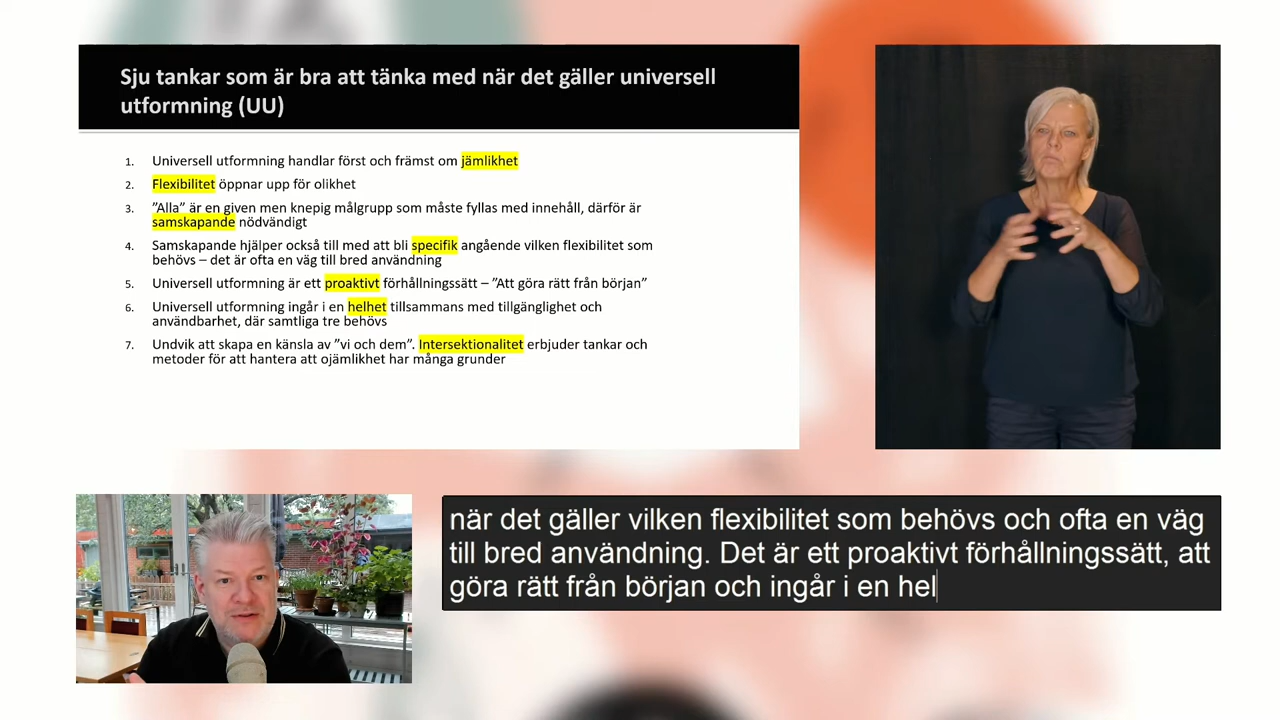 Sju tankar som är bra att tänka med när det gäller universell
utformning (UU)
1. Universell utformning handlar först och främst om jämlikhet
2. Flexibilitet öppnar upp för olikhet
3. ”Alla” är en given men knepig målgrupp som måste fyllas med innehåll, därför är
samskapande nödvändigt
4. Samskapande hjälper också till med att bli specifik angående vilken flexibilitet som
behövs – det är ofta en väg till bred användning
5. Universell utformning är ett proaktivt förhållningssätt – ”Att göra rätt från början”
6. Universell utformning ingår i en helhet tillsammans med tillgänglighet och
användbarhet, där samtliga tre behövs
7. Undvik att skapa en känsla av ”vi och dem”. Intersektionalitet erbjuder tankar och
metoder för att hantera att ojämlikhet har många grunder
när det gäller vilken flexibilitet som behövs och ofta en väg
till bred användning. Det är ett proaktivt förhållningssätt, att
göra rätt från början och ingår i en hel